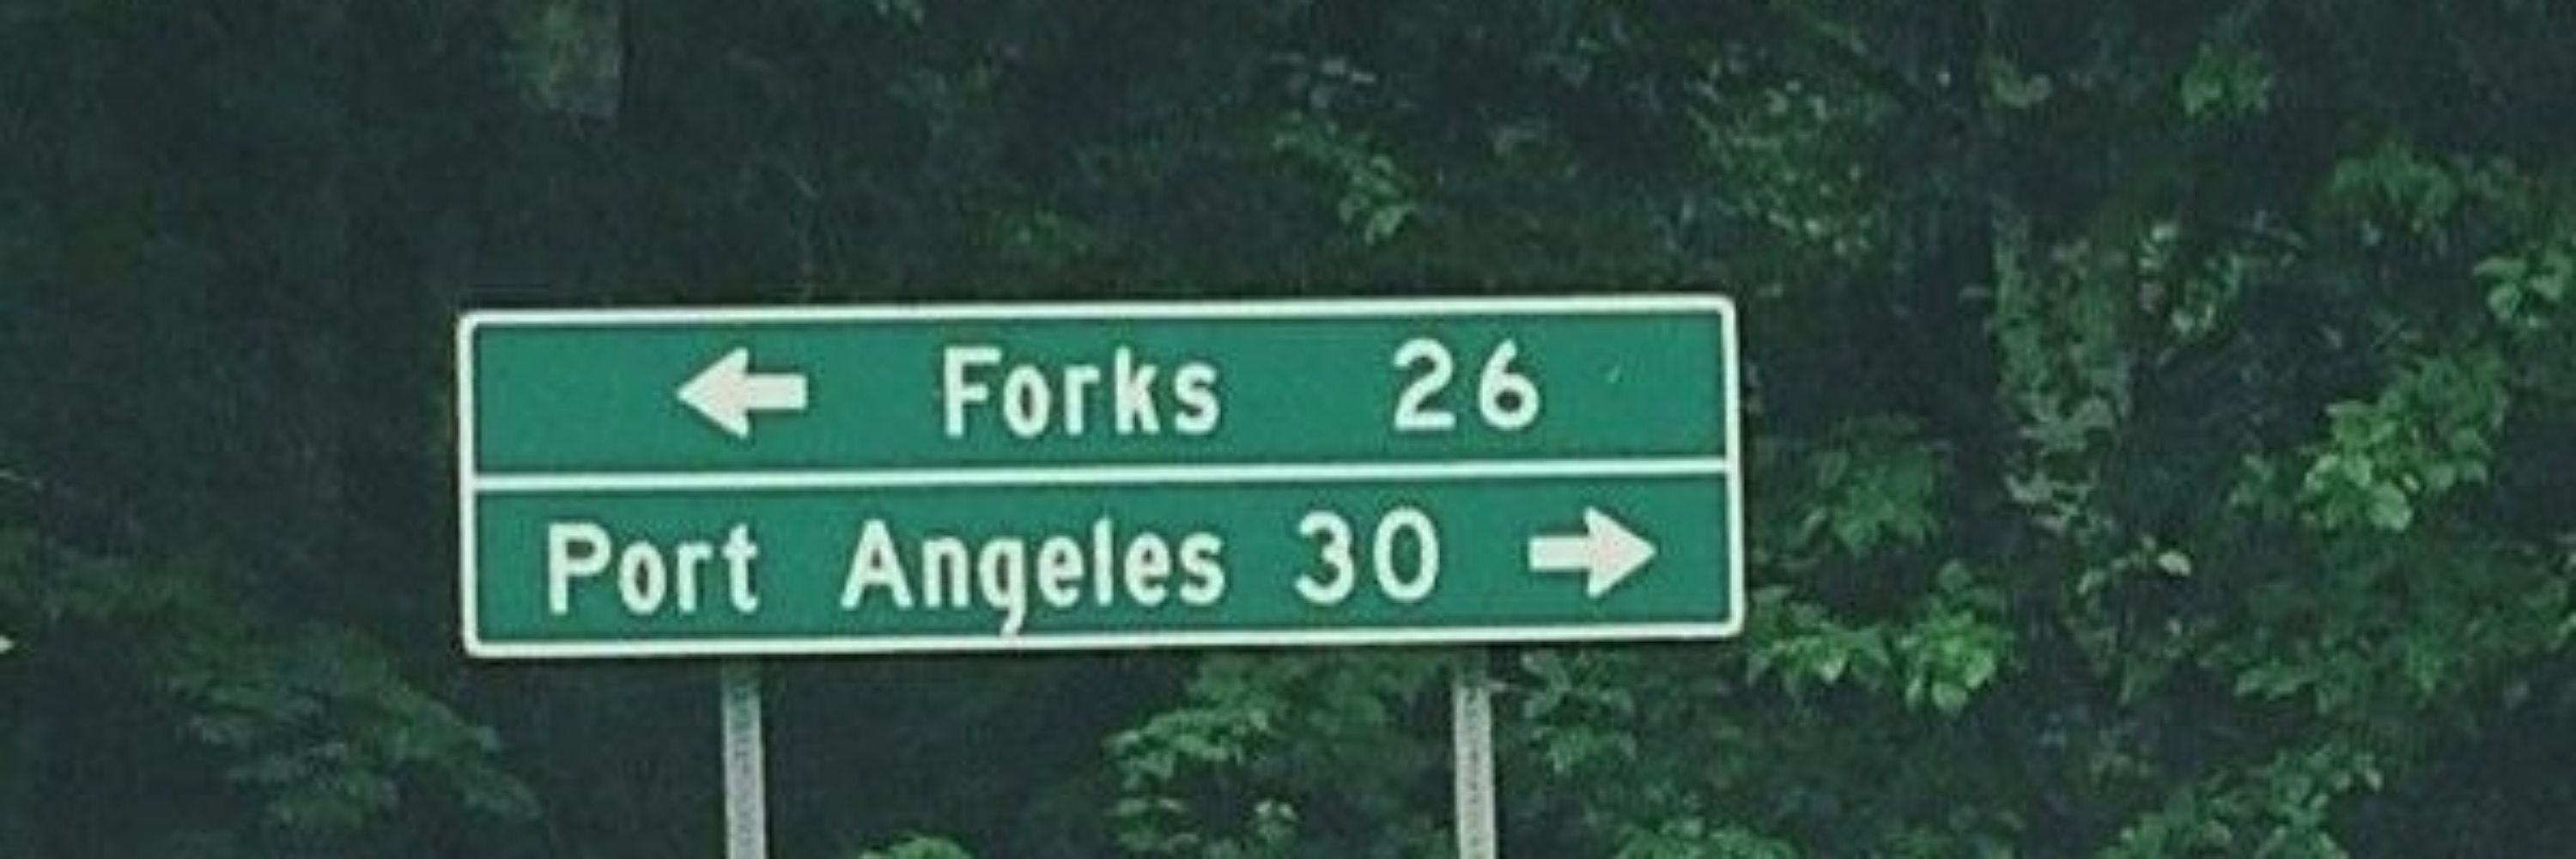 ← Forks 26
Port Angeles 30 →